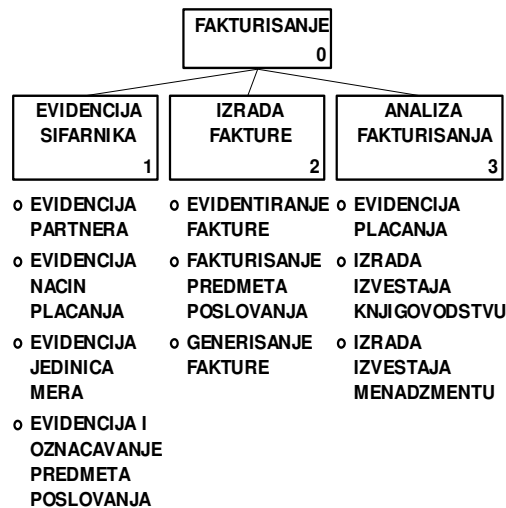 FAKTURISANJE
0
EVIDENCIJA
SIFARNIKA
1
IZRADA
FAKTURE
2
ANALIZA
FAKTURISANJA
3
o EVIDENCIJA
PARTNERA
o EVIDENCIJA
NACIN
PLACANJA
o EVIDENCIJA
JEDINICA
MERA
o EVIDENCIJA I
OZNACAVANJE
PREDMETA
POSLOVANJA
o EVIDENTIRANJE
FAKTURE
o FAKTURISANJE
PREDMETA
POSLOVANJA
o GENERISANJE
FAKTURE
o EVIDENCIJA
PLACANJA
o IZRADA
IZVESTAJA
KNJIGOVODSTVU
o IZRADA
IZVESTAJA
MENADZMENTU